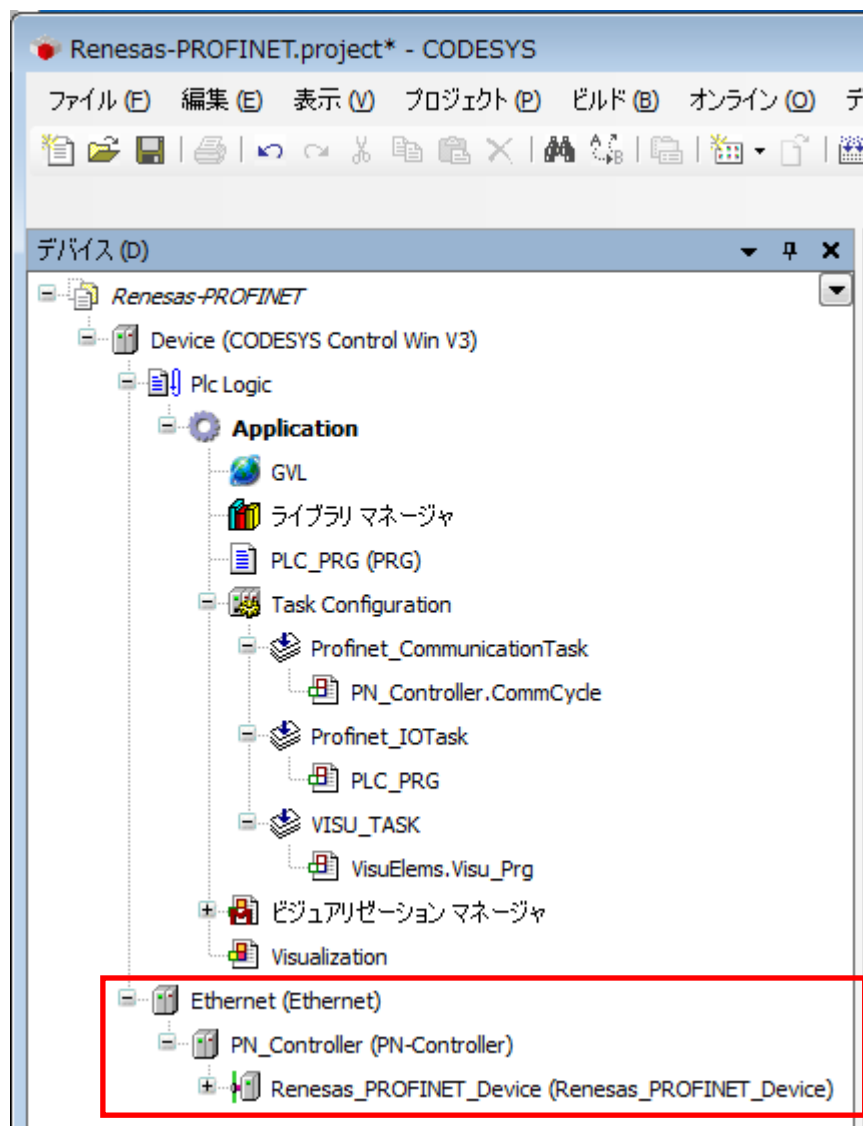 Renesas-PROFINET.project* - CODESYS
ファイル(F) 編集(E) 表示(V) プロジェクト(P) ビルド(B) オンライン(O) デ
デバイス(D)
Renesas-PROFINET
Device (CODESYS Control Win V3)
Plc Logic
Application
GVL
ライブラリ マネージャ
PLC_PRG (PRG)
Task Configuration
Profinet_CommunicationTask
PN_Controller.CommCycle
Profinet_IOTask
PLC_PRG
VISU_TASK
VisuElems.Visu_Prg
ビジュアリゼーション マネージャ
Visualization
Ethernet (Ethernet)
PN_Controller (PN-Controller)
Renesas_PROFINET_Device (Renesas_PROFINET_Device)